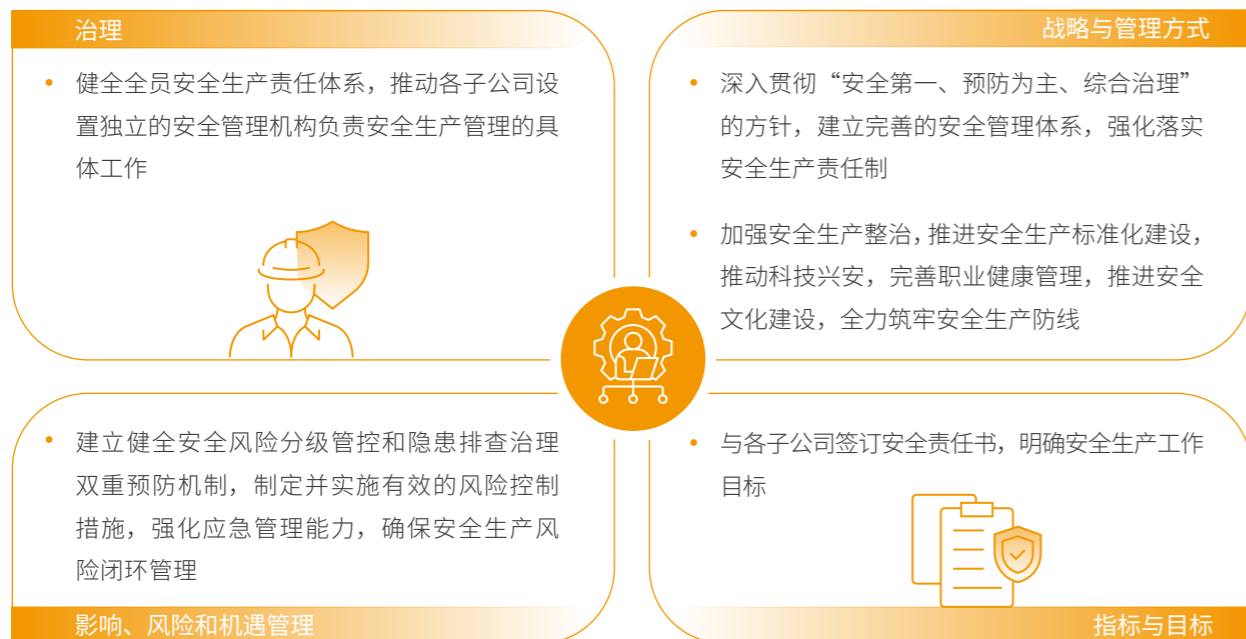 治理
• 健全全员安全生产责任体系，推动各子公司设
置独立的安全管理机构负责安全生产管理的具
体工作
战略与管理方式
• 深入贯彻“安全第一、预防为主、综合治理”
的方针，建立完善的安全管理体系，强化落实
安全生产责任制
• 加强安全生产整治，推进安全生产标准化建设，
推动科技兴安，完善职业健康管理，推进安全
文化建设，全力筑牢安全生产防线
• 建立健全安全风险分级管控和隐患排查治理
双重预防机制，制定并实施有效的风险控制
措施，强化应急管理能力，确保安全生产风
险闭环管理
影响、风险和机遇管理
• 与各子公司签订安全责任书，明确安全生产工作
目标
指标与目标